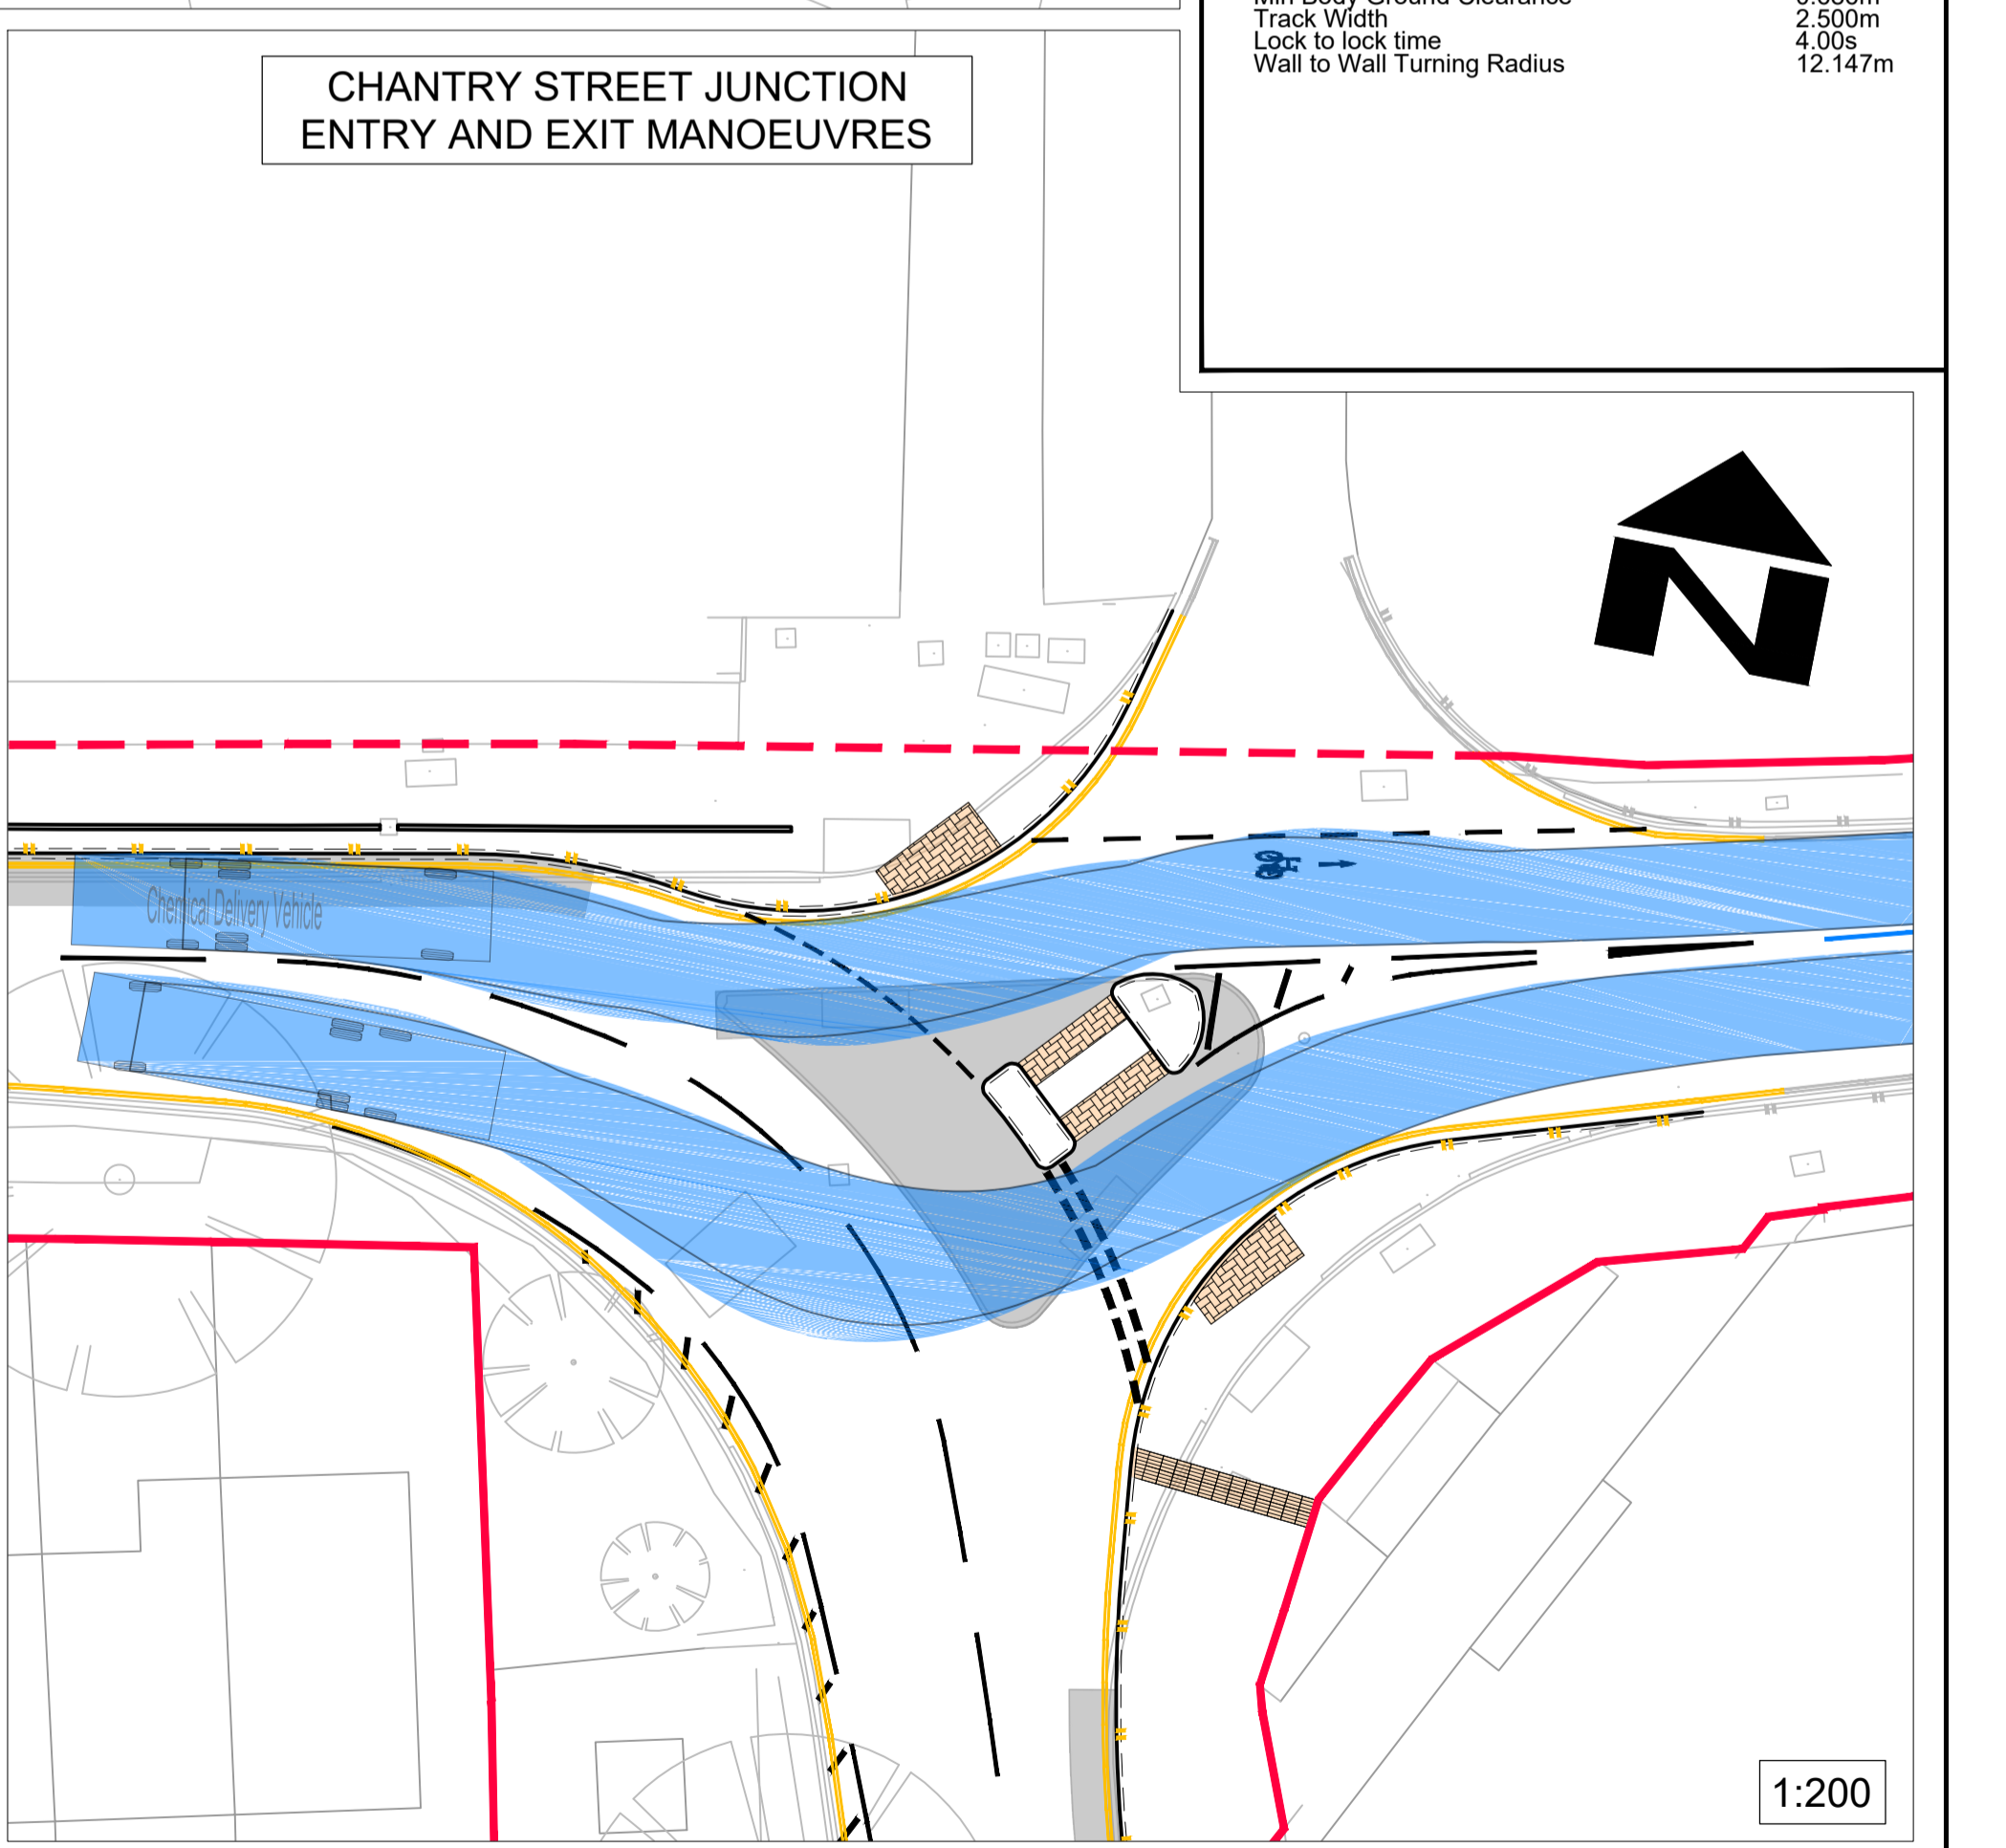 Track Width 2.500m
Lock to lock time 4.00s
Wall to Wall Turning Radius 12.147m
CHANTRY STREET JUNCTION
ENTRY AND EXIT MANOEUVRES
N
Chemical Delivery Vehicle
1:200